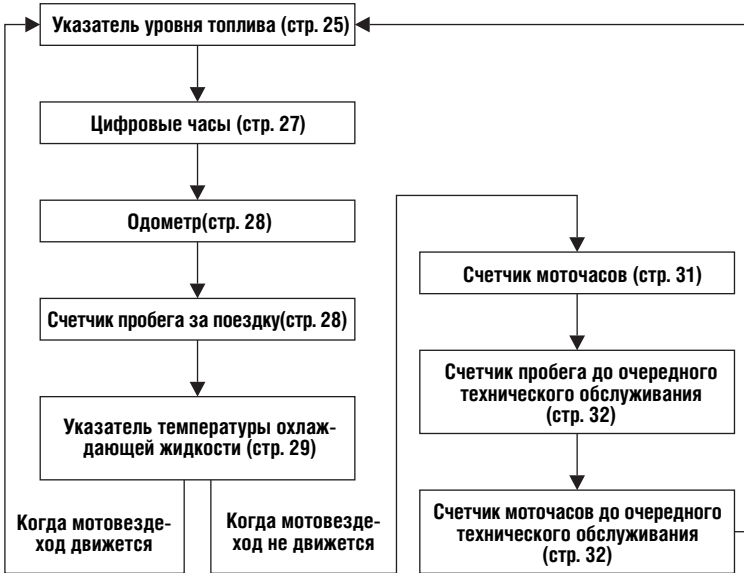 Указатель уровня топлива (стр. 25)
Цифровые часы (стр. 27)
Одометр(стр. 28)
Счетчик пробега за поездку(стр. 28)
Указатель температуры охлаж-
дающей жидкости (стр. 29)
Когда мотовезде-
ход движется
Когда мотовезде-
ход не движется
Счетчик моточасов (стр. 31)
Счетчик пробега до очередного
технического обслуживания
(стр. 32)
Счетчик моточасов до очередного
технического обслуживания
(стр. 32)